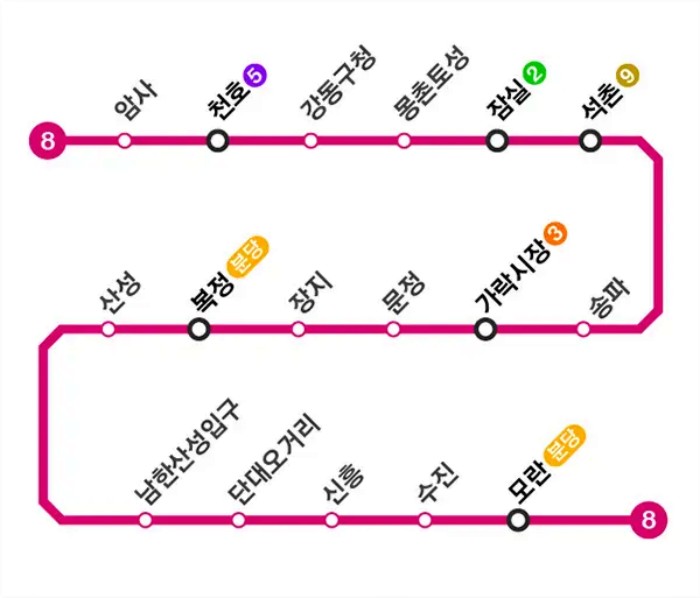 8
암사
천호 5
강동구청
몽촌토성
잠실 2
석촌 9
산성
복정 분당
장지
문정
가락시장 3
송파
남한산성입구
단대오거리
신흥
수진
모란 분당
8